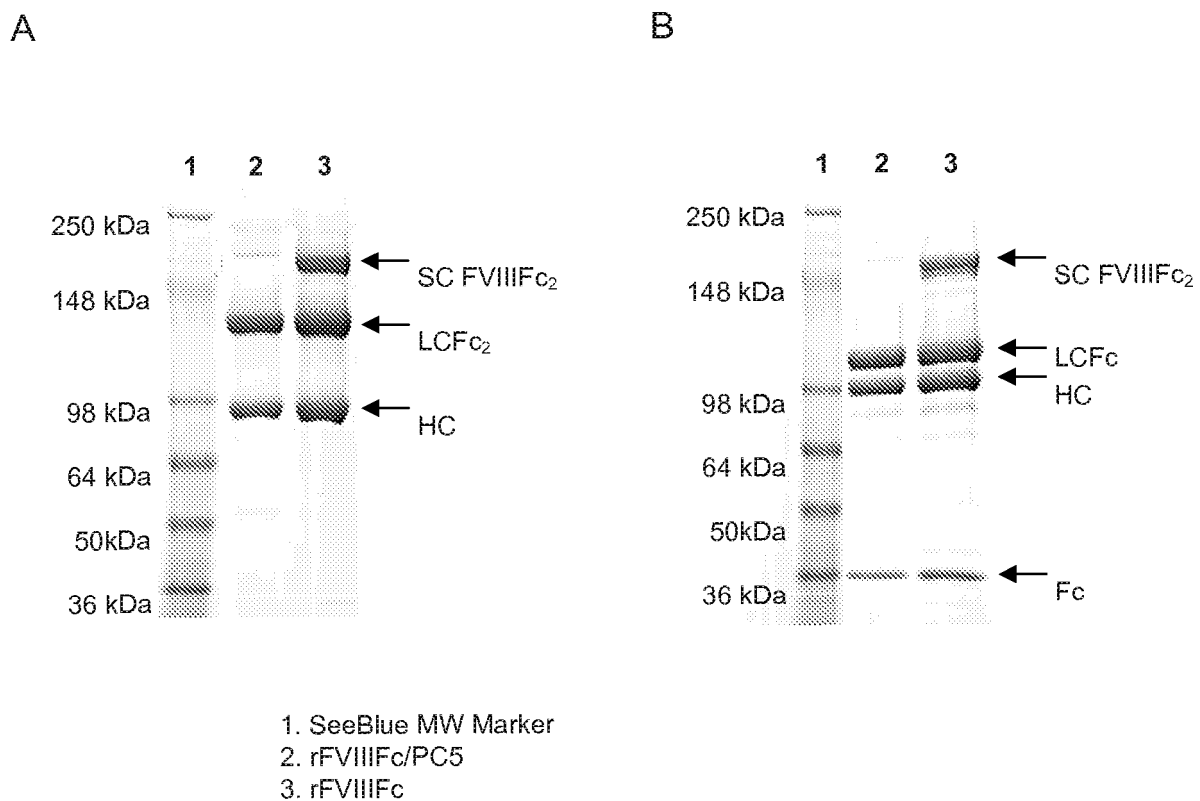 A
1 2 3
250 kDa
148 kDa
98 kDa
64 kDa
50kDa
36 kDa
SC FVIIIFc₂
LCFc₂
HC
B
1 2 3
250 kDa
148 kDa
98 kDa
64 kDa
50kDa
36 kDa
SC FVIIIFc₂
LCFc
HC
Fc
1. SeeBlue MW Marker
2. rFVIIIFc/PC5
3. rFVIIIFc